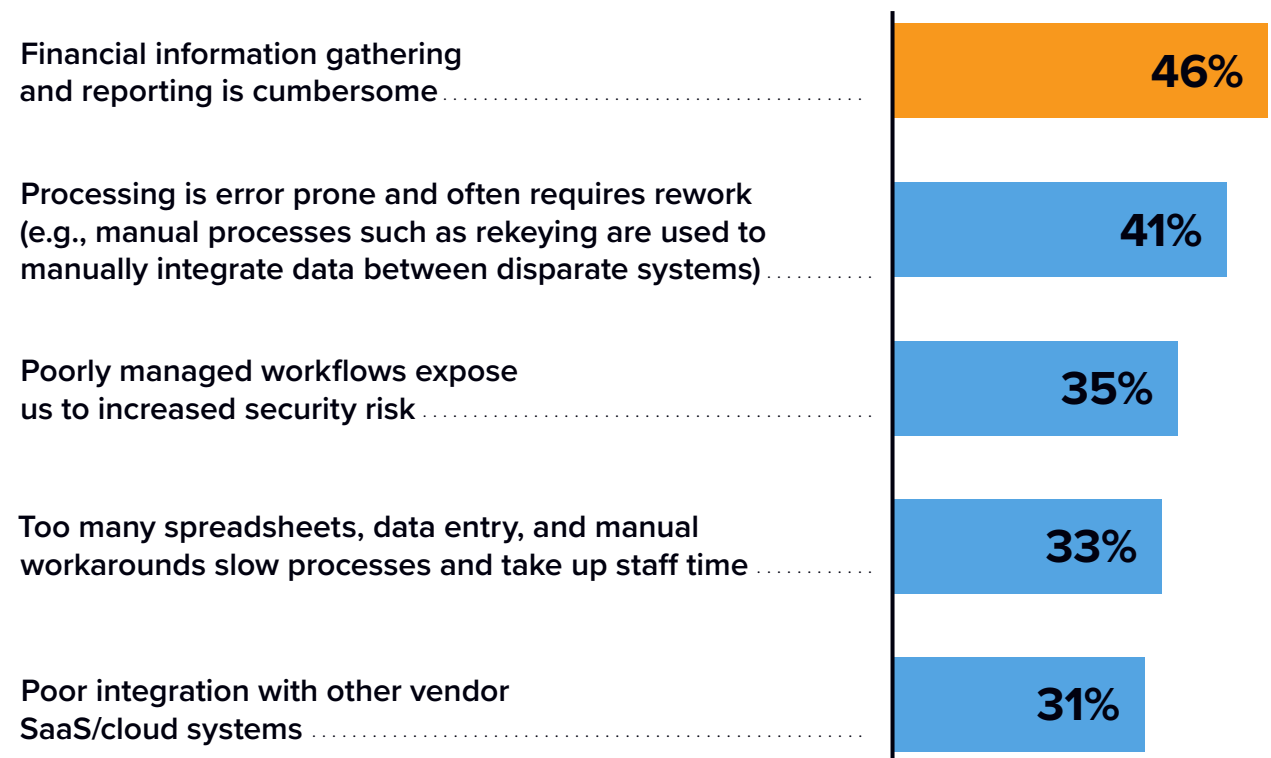 Financial information gathering
and reporting is cumbersome
46%
Processing is error prone and often requires rework
(e.g., manual processes such as rekeying are used to
manually integrate data between disparate systems)
41%
Poorly managed workflows expose
us to increased security risk
35%
Too many spreadsheets, data entry, and manual
workarounds slow processes and take up staff time
33%
Poor integration with other vendor
SaaS/cloud systems
31%